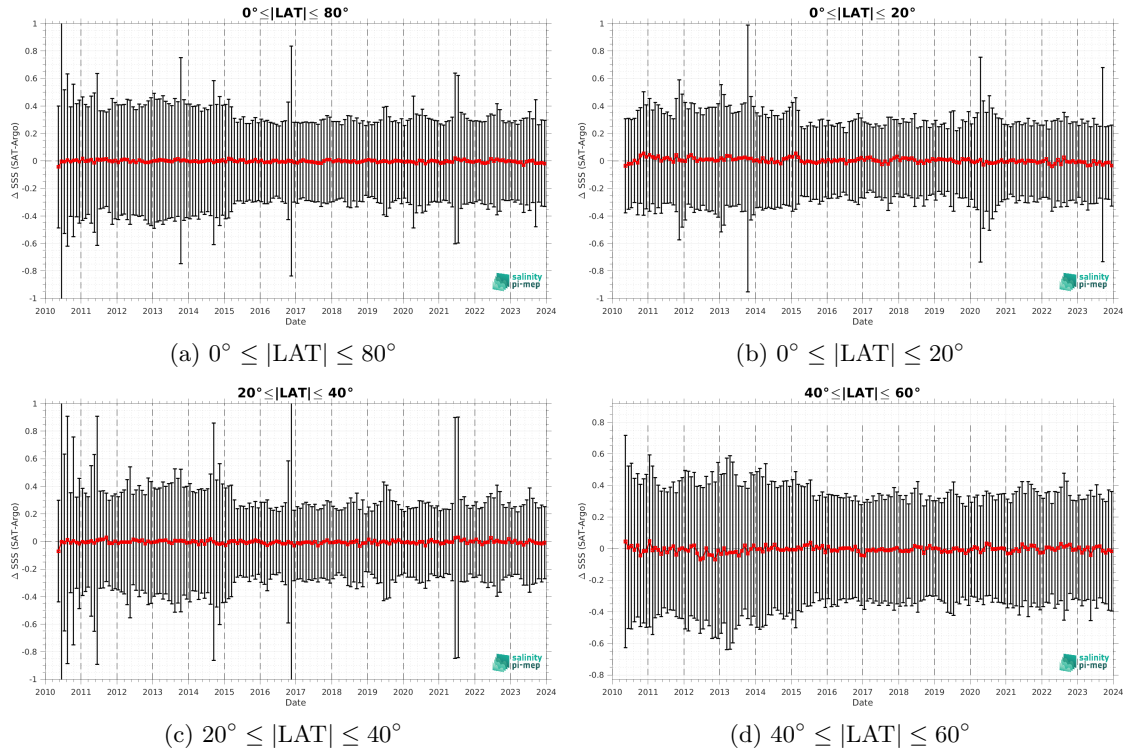 0°≤|LAT|≤ 80°
1
0.8
0.6
0.4
0.2
0
-0.2
-0.4
-0.6
-0.8
-1
Δ SSS (SAT-Argo)
2010 2011 2012 2013 2014 2015 2016 2017 2018 2019 2020 2021 2022 2023 2024
Date
salinity
pi-mep
(a) 0° ≤ |LAT| ≤ 80°
0°≤|LAT|≤ 20°
1
0.8
0.6
0.4
0.2
0
-0.2
-0.4
-0.6
-0.8
-1
Δ SSS (SAT-Argo)
2010 2011 2012 2013 2014 2015 2016 2017 2018 2019 2020 2021 2022 2023 2024
Date
salinity
pi-mep
(b) 0° ≤ |LAT| ≤ 20°
20°≤|LAT|≤ 40°
1
0.8
0.6
0.4
0.2
0
-0.2
-0.4
-0.6
-0.8
-1
Δ SSS (SAT-Argo)
2010 2011 2012 2013 2014 2015 2016 2017 2018 2019 2020 2021 2022 2023 2024
Date
salinity
pi-mep
(c) 20° ≤ |LAT| ≤ 40°
40°≤|LAT|≤ 60°
0.8
0.6
0.4
0.2
0
-0.2
-0.4
-0.6
-0.8
Δ SSS (SAT-Argo)
2010 2011 2012 2013 2014 2015 2016 2017 2018 2019 2020 2021 2022 2023 2024
Date
salinity
pi-mep
(d) 40° ≤ |LAT| ≤ 60°